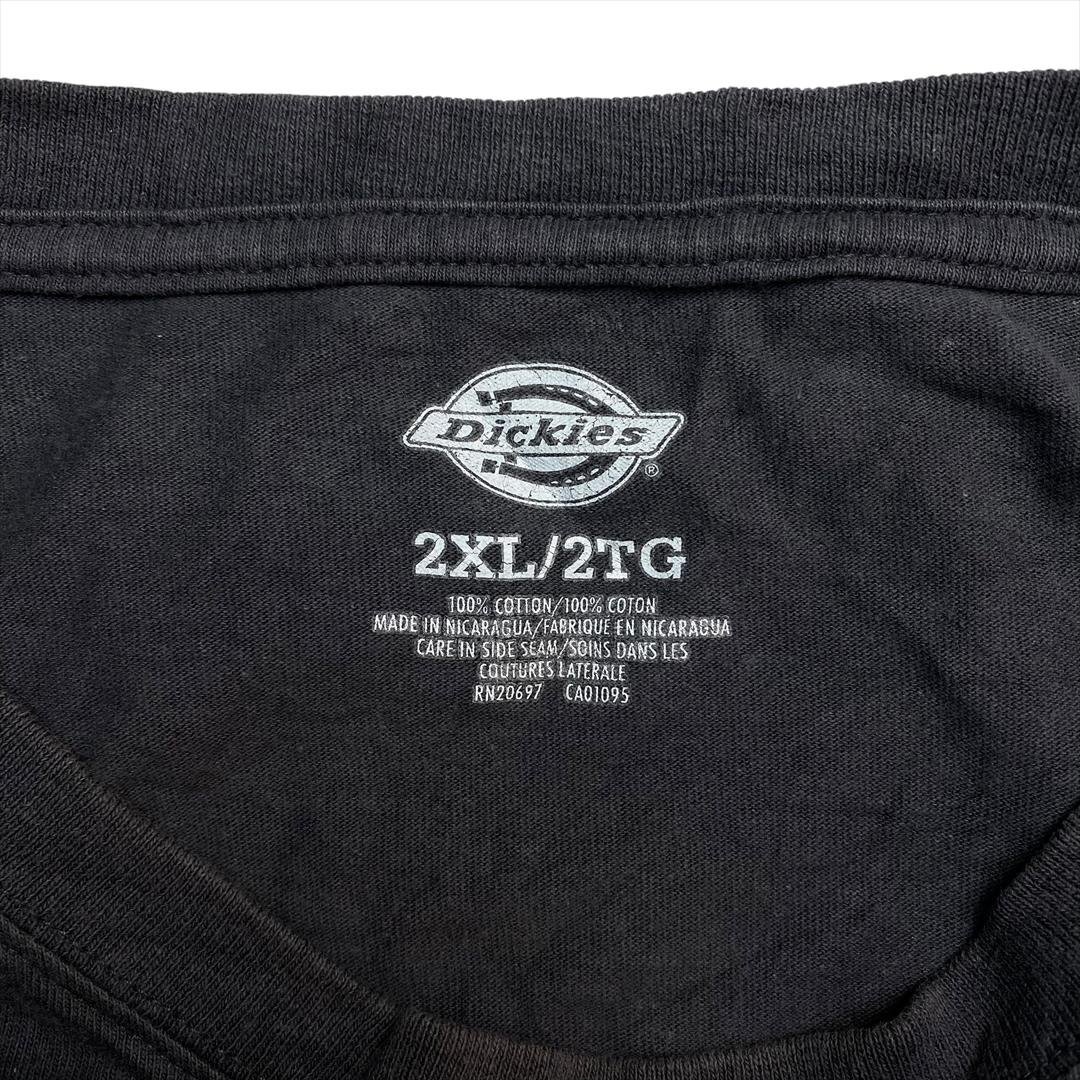 Dickies
®
2XL/2TG
100% COTTON/100% COTON
MADE IN NICARAGUA/FABRIQUÉ EN NICARAGUA
CARE IN SIDE SEAM/SOINS DANS LES
COUTURES LATERALE
RN20697 CA01095